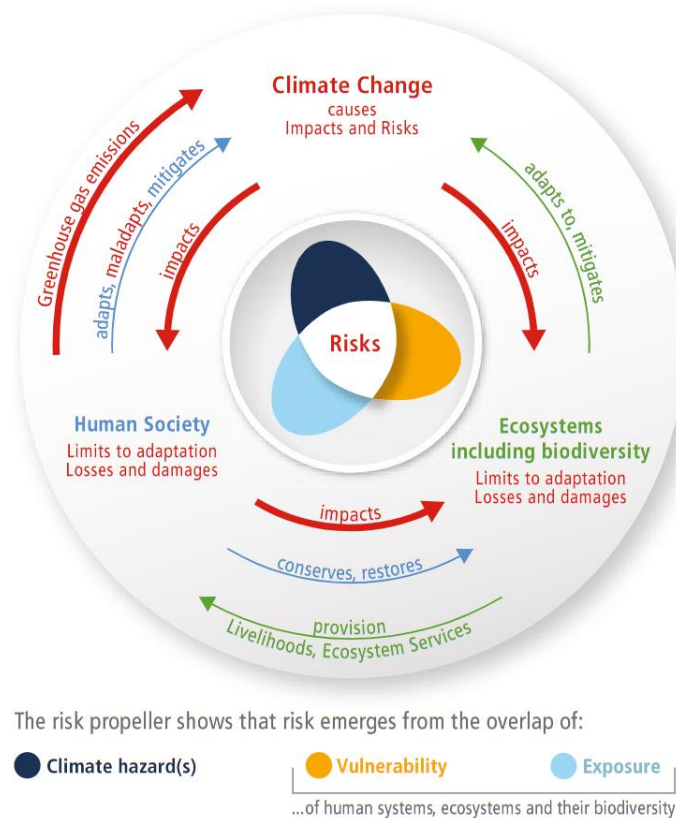 Climate Change
causes
Impacts and Risks
Greenhouse gas emissions
adapts, maladapts, mitigates
impacts
impacts
adapts to, mitigates
Risks
Human Society
Limits to adaptation
Losses and damages
Ecosystems
including biodiversity
Limits to adaptation
Losses and damages
impacts
conserves, restores
provision
Livelihoods, Ecosystem Services
The risk propeller shows that risk emerges from the overlap of:
Climate hazard(s) Vulnerability Exposure
...of human systems, ecosystems and their biodiversity